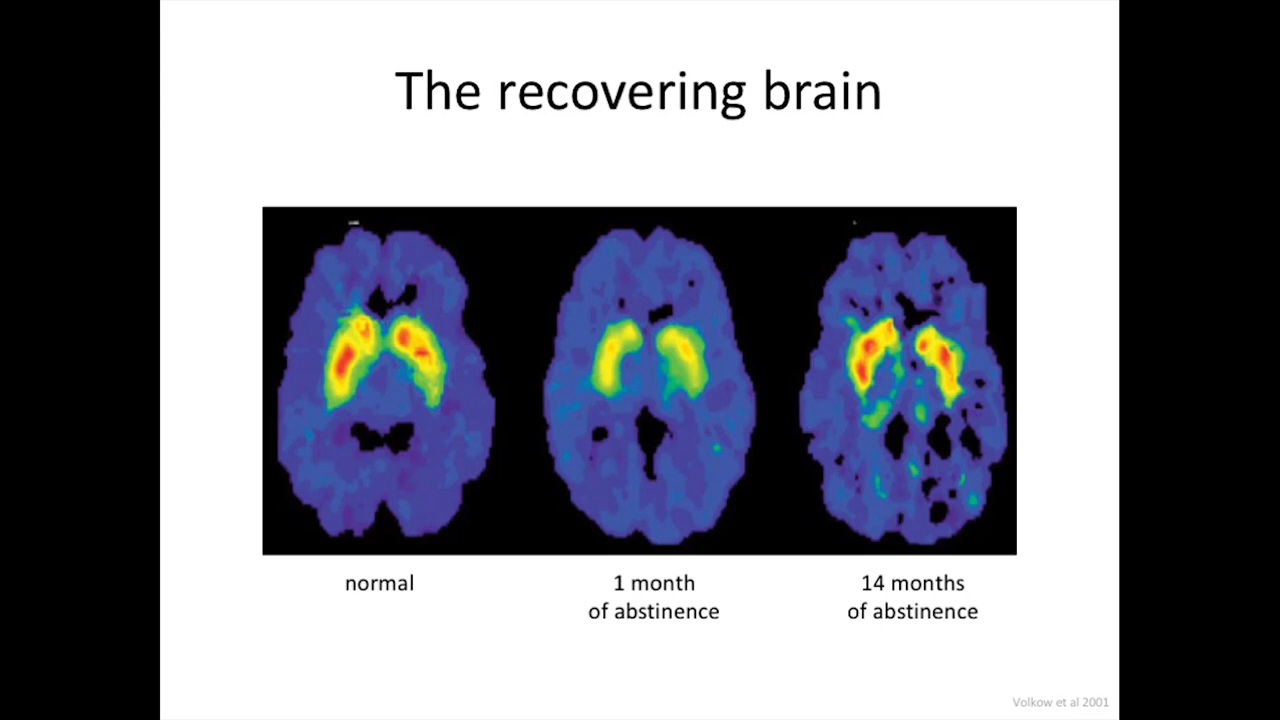 The recovering brain
normal
1 month
of abstinence
14 months
of abstinence
Volkow et al 2001